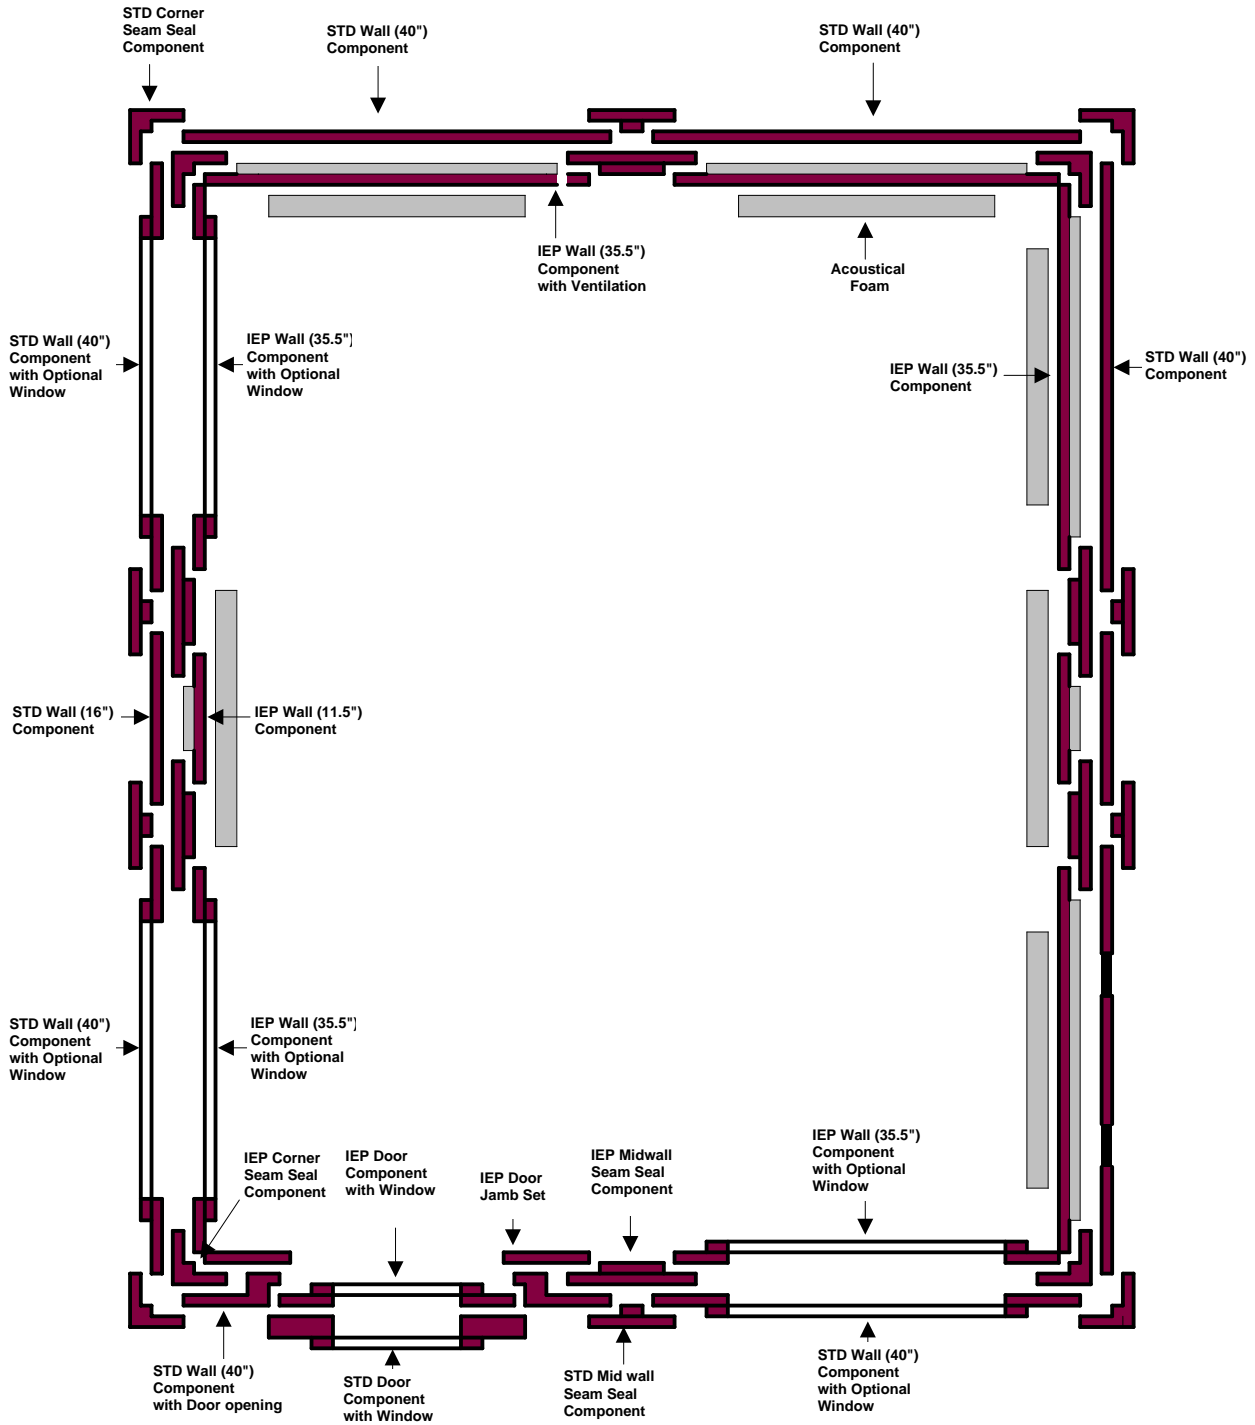 STD Corner
Seam Seal
Component
STD Wall (40")
Component
STD Wall (40")
Component
IEP Wall (35.5")
Component
with Ventilation
Acoustical
Foam
STD Wall (40")
Component
with Optional
Window
IEP Wall (35.5")
Component
with Optional
Window
IEP Wall (35.5")
Component
STD Wall (40")
Component
STD Wall (16")
Component
IEP Wall (11.5")
Component
STD Wall (40")
Component
with Optional
Window
IEP Wall (35.5")
Component
with Optional
Window
IEP Corner
Seam Seal
Component
IEP Door
Component
with Window
IEP Door
Jamb Set
IEP Midwall
Seam Seal
Component
IEP Wall (35.5")
Component
with Optional
Window
STD Wall (40")
Component
with Door opening
STD Door
Component
with Window
STD Mid wall
Seam Seal
Component
STD Wall (40")
Component
with Optional
Window